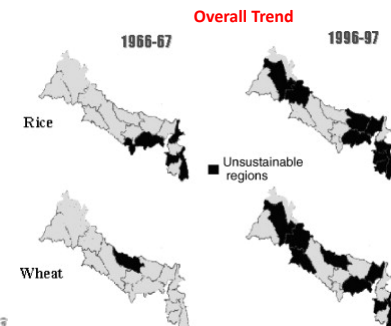 Overall Trend
1966-67
1996-97
Rice
Unsustainable
regions
Wheat